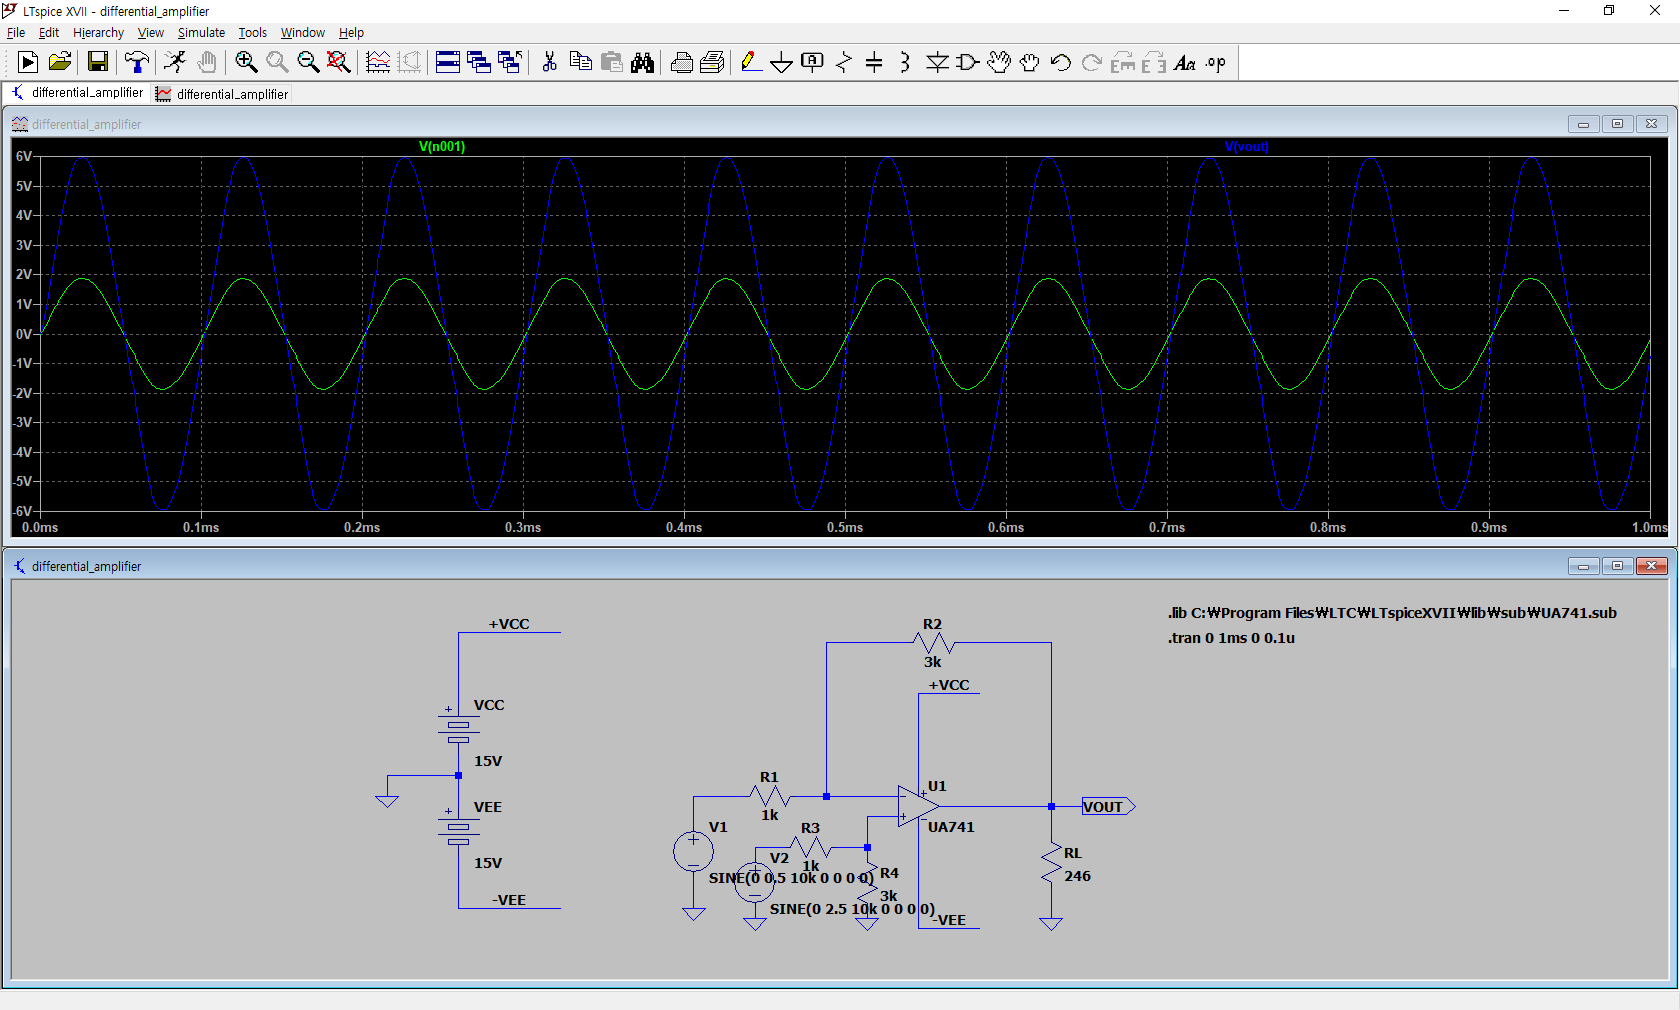 LTspice XVII - differential_amplifier
File Edit Hierarchy View Simulate Tools Window Help
differential_amplifier differential_amplifier
differential_amplifier
V(n001) V(vout)
6V
5V
4V
3V
2V
1V
0V
-1V
-2V
-3V
-4V
-5V
-6V
0.0ms 0.1ms 0.2ms 0.3ms 0.4ms 0.5ms 0.6ms 0.7ms 0.8ms 0.9ms 1.0ms
differential_amplifier
.lib C:₩Program Files₩LTC₩LTspiceXVII₩lib₩sub₩UA741.sub
.tran 0 1ms 0 0.1u
+VCC
VCC
15V
VEE
15V
-VEE
R2
3k
+VCC
R1
1k
U1
UA741
VOUT
V1
R3
1k
V2
SINE(0 0.5 10k 0 0 0 0)
R4
3k
SINE(0 2.5 10k 0 0 0 0)
-VEE
RL
246